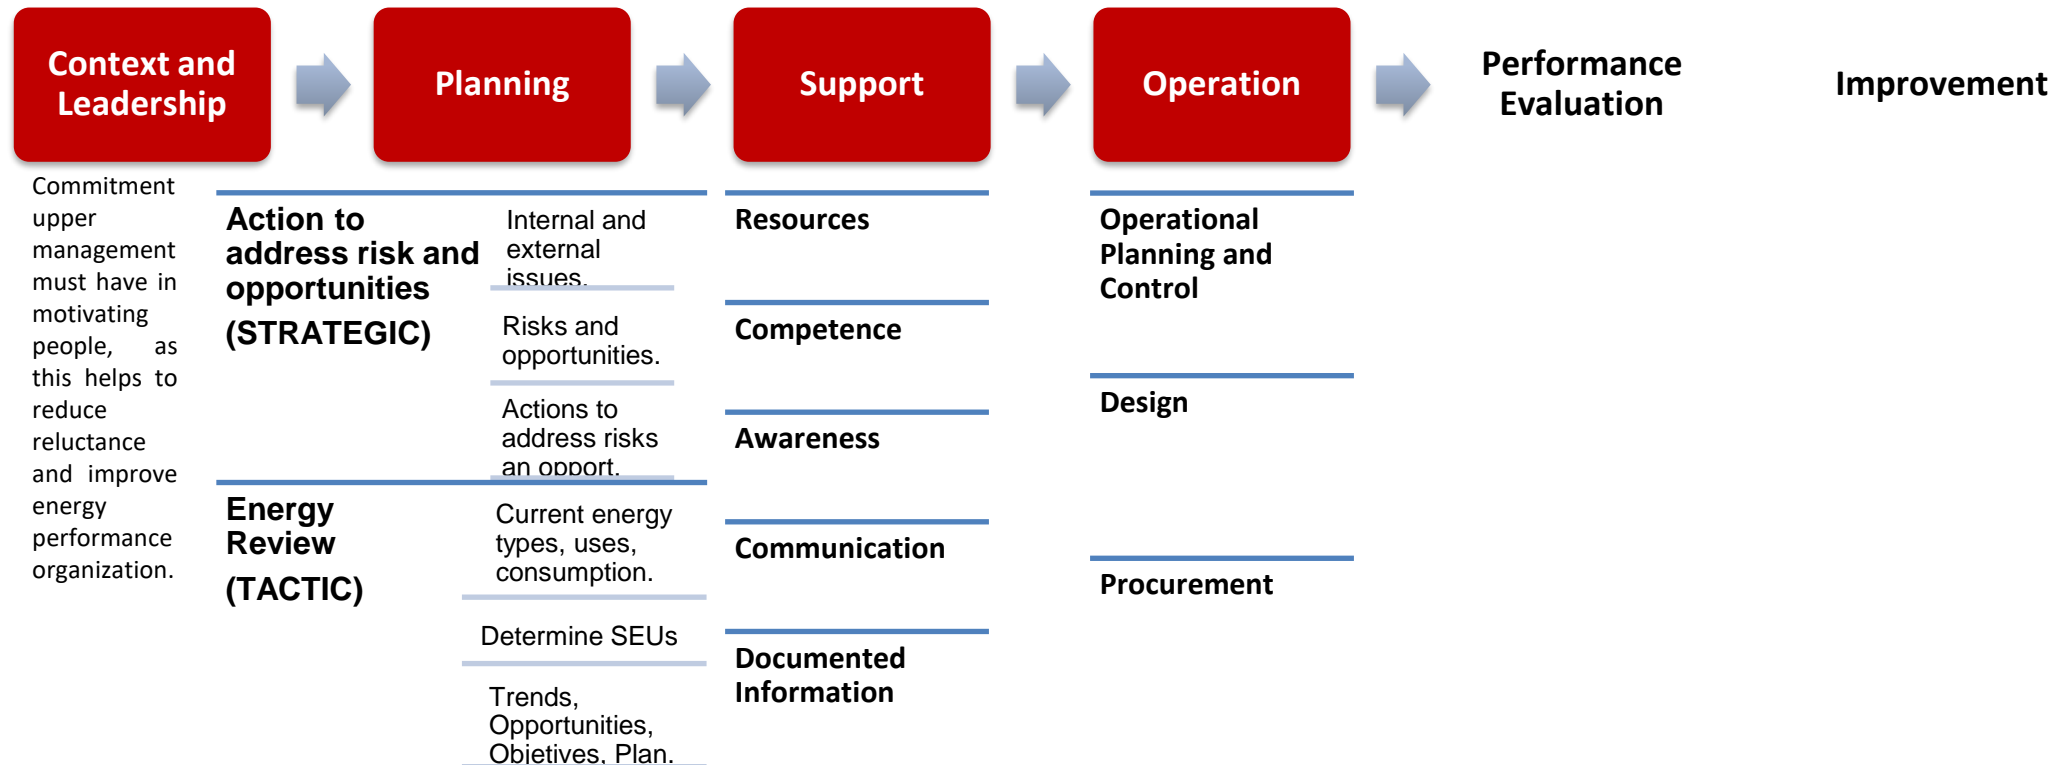 Context and
Leadership
Planning
Support
Operation
Performance
Evaluation
Improvement
Commitment
upper
management
must have in
motivating
people, as
this helps to
reduce
reluctance
and improve
energy
performance
organization.
Action to
address risk and
opportunities
(STRATEGIC)
Internal and
external
issues.
Risks and
opportunities.
Actions to
address risks
an opport.
Energy
Review
(TACTIC)
Current energy
types, uses,
consumption.
Determine SEUs
Trends,
Opportunities,
Objetives, Plan.
Resources
Competence
Awareness
Communication
Documented
Information
Operational
Planning and
Control
Design
Procurement